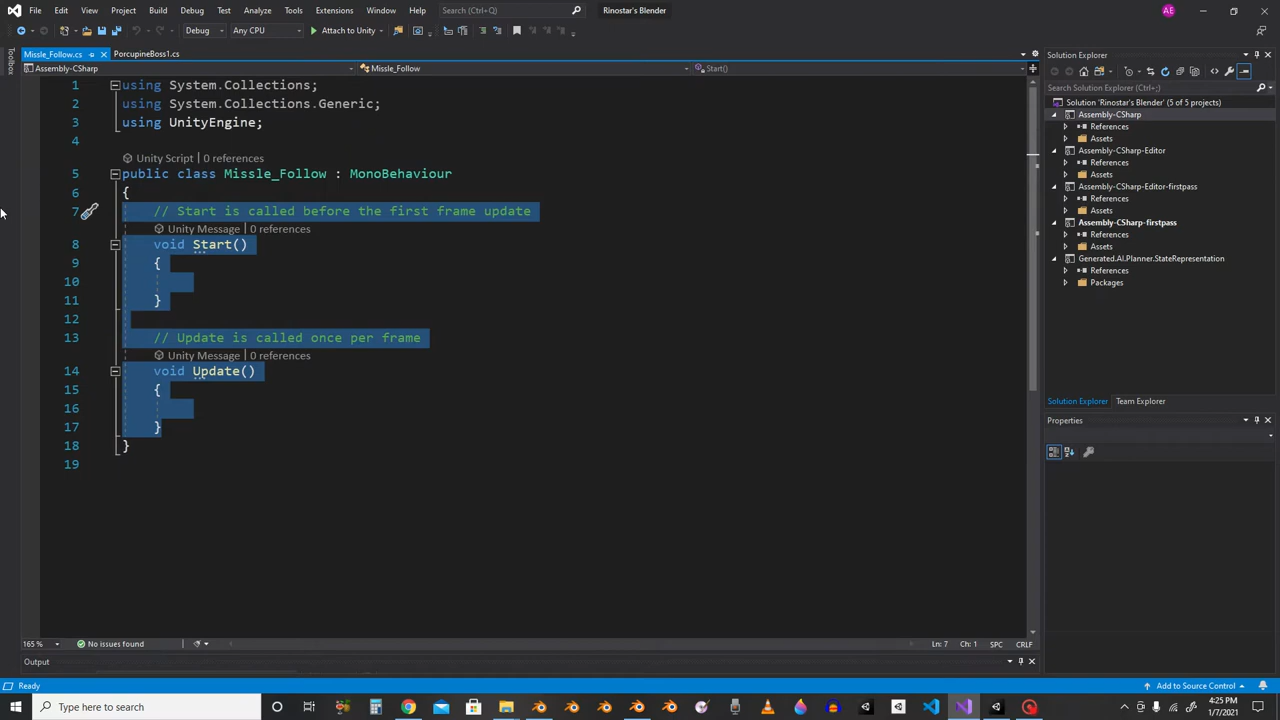 File Edit View Project Build Debug Test Analyze Tools Extensions Window Help Search (Ctrl+Q) Rinostar's Blender AE
Debug Any CPU Attach to Unity
Toolbox
Missle_Follow.cs PorcupineBoss1.cs
Assembly-CSharp Missle_Follow Start()
1 using System.Collections;
2 using System.Collections.Generic;
3 using UnityEngine;
4
Unity Script | 0 references
5 public class Missle_Follow : MonoBehaviour
6 {
7 // Start is called before the first frame update
Unity Message | 0 references
8 void Start()
9 {
10
11 }
12
13 // Update is called once per frame
Unity Message | 0 references
14 void Update()
15 {
16
17 }
18 }
19
165 % No issues found Ln: 7 Ch: 1 SPC CRLF
Output
Solution Explorer
Search Solution Explorer (Ctrl+;)
Solution 'Rinostar's Blender' (5 of 5 projects)
Assembly-CSharp
References
Assets
Assembly-CSharp-Editor
References
Assets
Assembly-CSharp-Editor-firstpass
References
Assets
Assembly-CSharp-firstpass
References
Assets
Generated.AI.Planner.StateRepresentation
References
Packages
Solution Explorer Team Explorer
Properties
Ready Add to Source Control
Type here to search
4:25 PM
1/7/2021